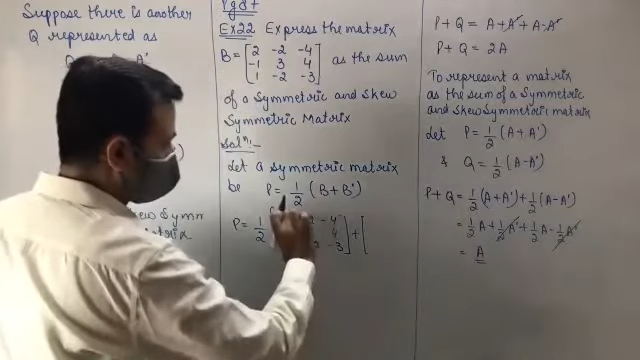 Suppose there is another
Q represented as
Pg 87
Ex22 Express the matrix
B = [2 -2 -4
-1 3 4
1 -2 -3] as the sum
of a Symmetric and Skew
Symmetric Matrix
Sol".-
Let a symmetric matrix
be P = 1/2 (B + B')
P = 1/2 -4
4
-3] + [
P + Q = A + A' + A - A'
P + Q = 2A
To represent a matrix
as the sum of a Symmetric
and Skew Symmetric matrix
let P = 1/2 (A + A')
& Q = 1/2 (A - A')
P + Q = 1/2 (A + A') + 1/2 (A - A')
= 1/2 A + 1/2 A' + 1/2 A - 1/2 A'
= A